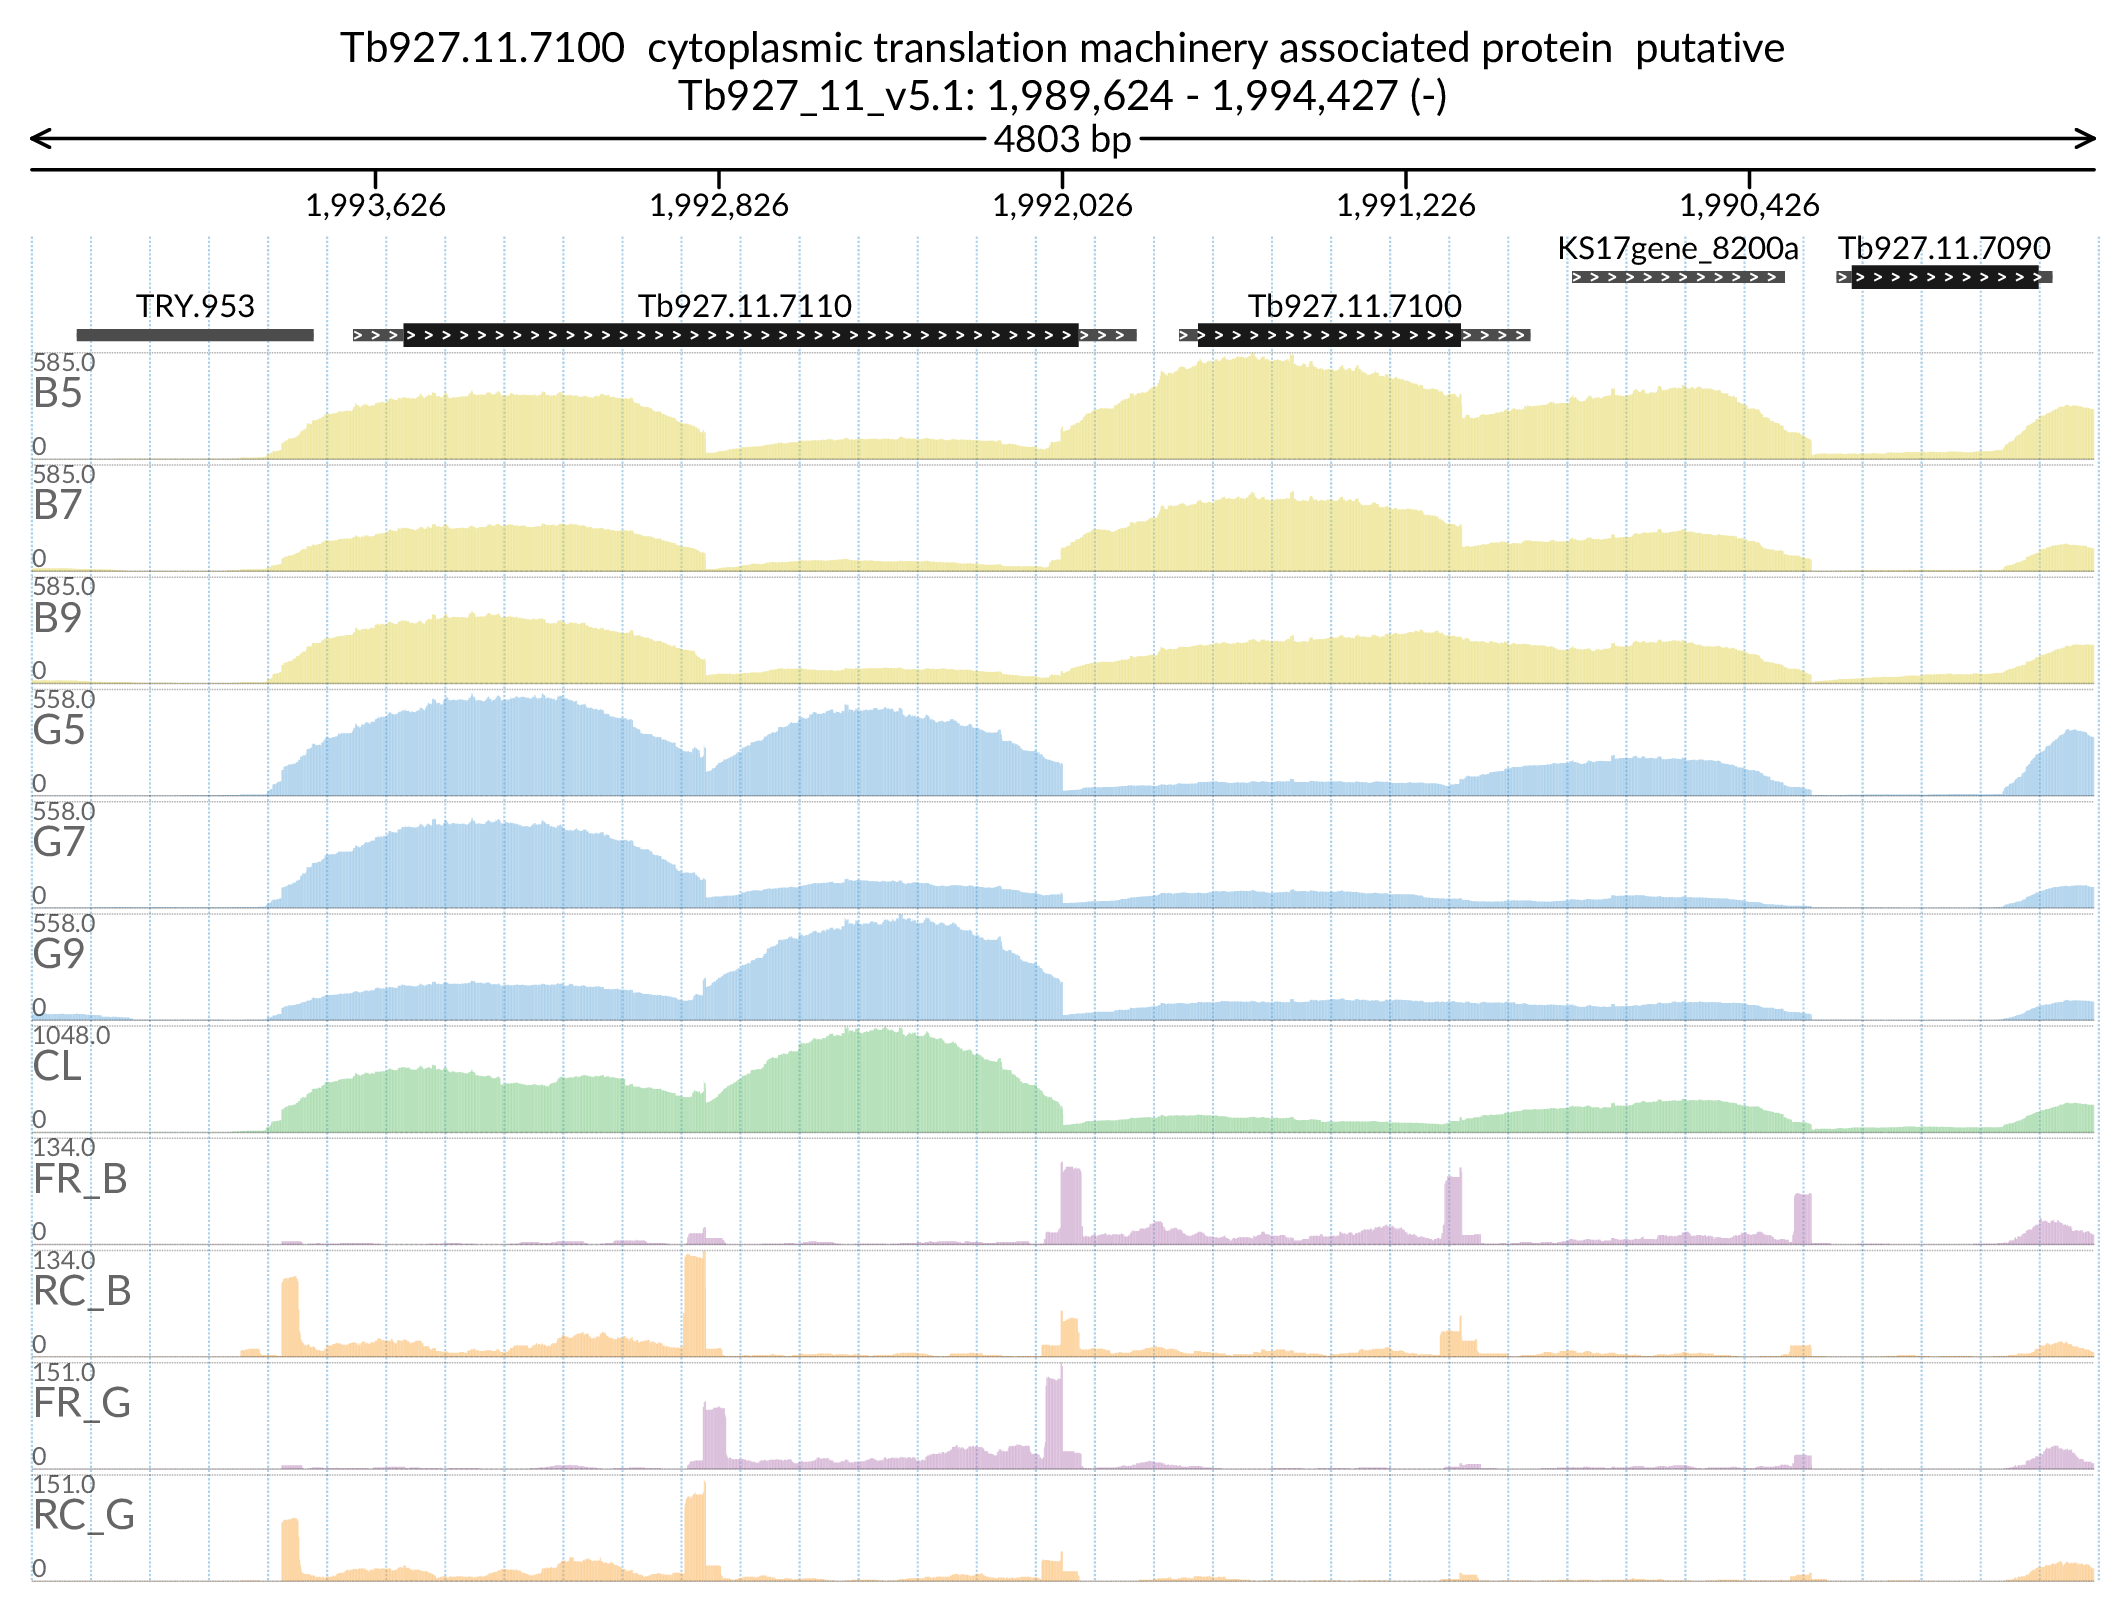 Tb927.11.7100  cytoplasmic translation machinery associated protein  putative
Tb927_11_v5.1: 1,989,624 - 1,994,427 (-)
4803 bp
1,993,626 1,992,826 1,992,026 1,991,226 1,990,426
KS17gene_8200a Tb927.11.7090
TRY.953 Tb927.11.7110 Tb927.11.7100
585.0
B5
0
585.0
B7
0
585.0
B9
0
558.0
G5
0
558.0
G7
0
558.0
G9
0
1048.0
CL
0
134.0
FR_B
0
134.0
RC_B
0
151.0
FR_G
0
151.0
RC_G
0